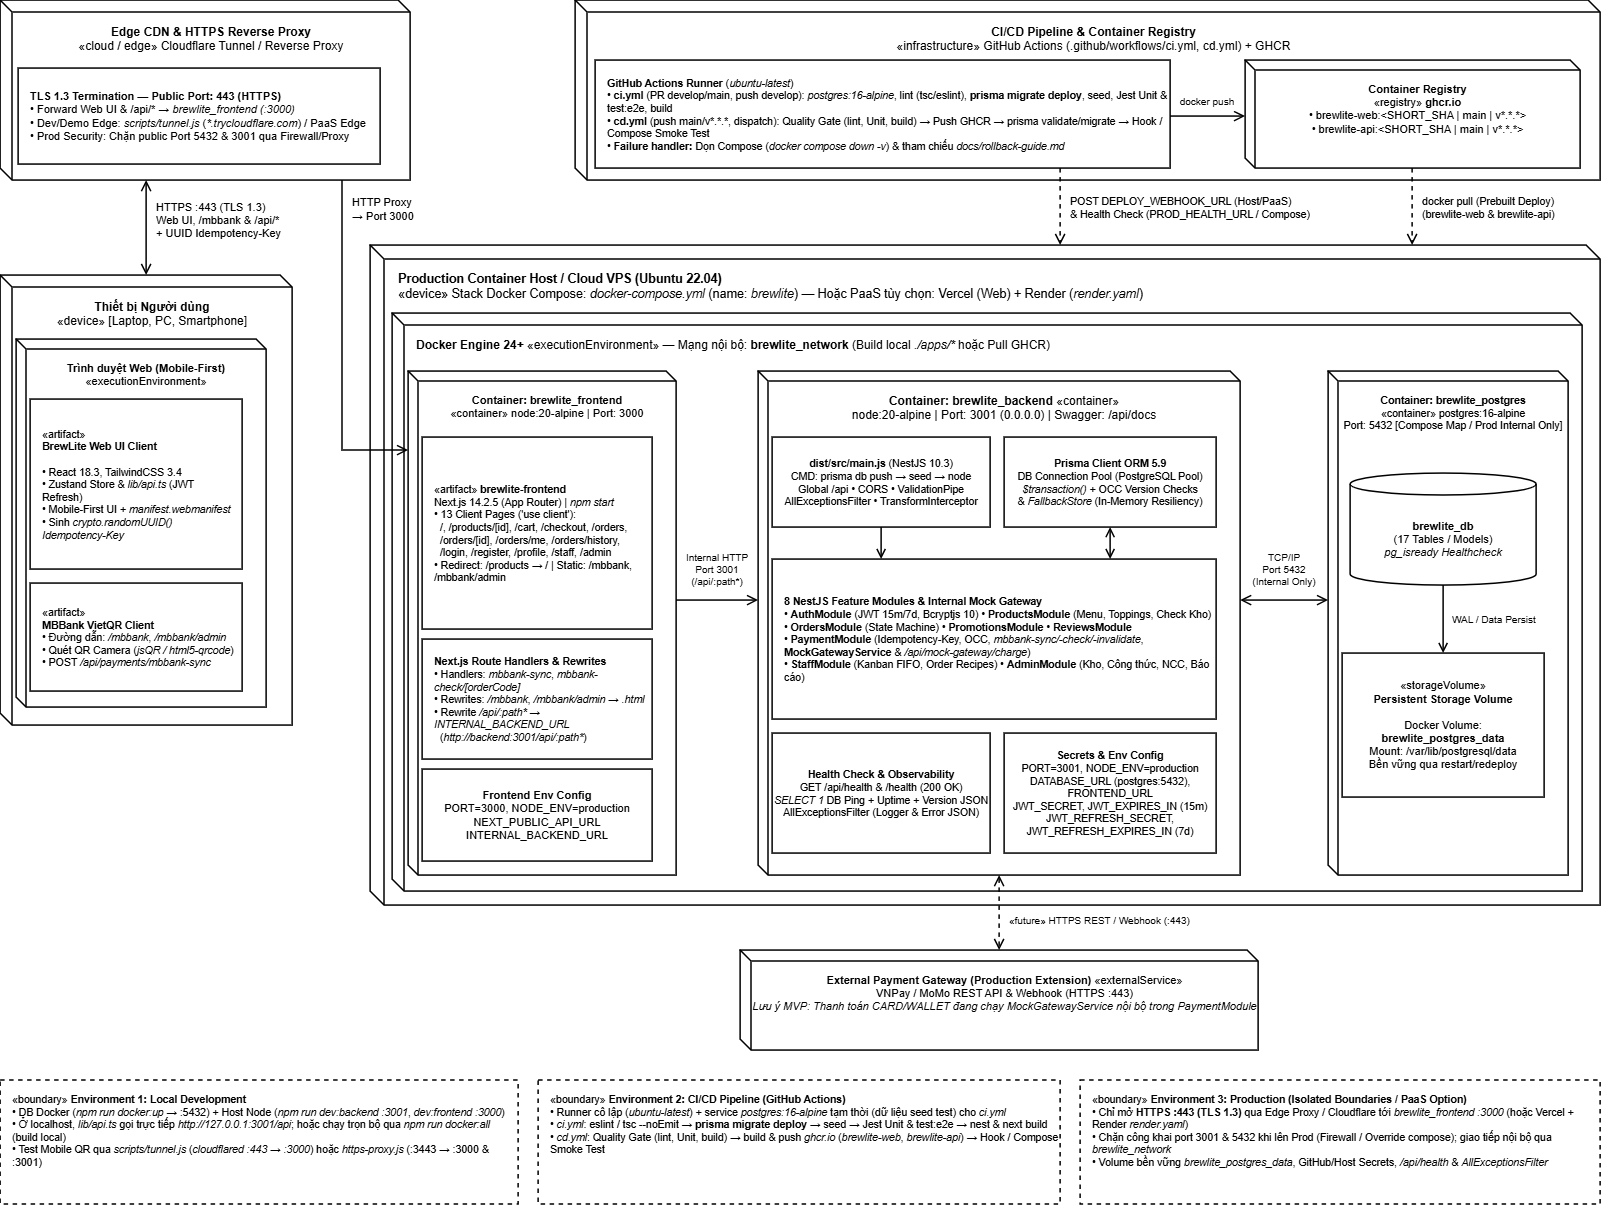 Edge CDN & HTTPS Reverse Proxy
«cloud / edge» Cloudflare Tunnel / Reverse Proxy
TLS 1.3 Termination — Public Port: 443 (HTTPS)
• Forward Web UI & /api/* → brewlite_frontend (:3000)
• Dev/Demo Edge: scripts/tunnel.js (*.trycloudflare.com) / PaaS Edge
• Prod Security: Chặn public Port 5432 & 3001 qua Firewall/Proxy
CI/CD Pipeline & Container Registry
«infrastructure» GitHub Actions (.github/workflows/ci.yml, cd.yml) + GHCR
GitHub Actions Runner (ubuntu-latest)
• ci.yml (PR develop/main, push develop): postgres:16-alpine, lint (tsc/eslint), prisma migrate deploy, seed, Jest Unit &
test:e2e, build
• cd.yml (push main/v*.*.*, dispatch): Quality Gate (lint, Unit, build) → Push GHCR → prisma validate/migrate → Hook /
Compose Smoke Test
• Failure handler: Dọn Compose (docker compose down -v) & tham chiếu docs/rollback-guide.md
docker push
Container Registry
«registry» ghcr.io
• brewlite-web:<SHORT_SHA | main | v*.*.*>
• brewlite-api:<SHORT_SHA | main | v*.*.*>
HTTPS :443 (TLS 1.3)
Web UI, /mbbank & /api/*
+ UUID Idempotency-Key
HTTP Proxy
→ Port 3000
POST DEPLOY_WEBHOOK_URL (Host/PaaS)
& Health Check (PROD_HEALTH_URL / Compose)
docker pull (Prebuilt Deploy)
(brewlite-web & brewlite-api)
Thiết bị Người dùng
«device» [Laptop, PC, Smartphone]
Trình duyệt Web (Mobile-First)
«executionEnvironment»
«artifact»
BrewLite Web UI Client
• React 18.3, TailwindCSS 3.4
• Zustand Store & lib/api.ts (JWT
Refresh)
• Mobile-First UI + manifest.webmanifest
• Sinh crypto.randomUUID()
Idempotency-Key
«artifact»
MBBank VietQR Client
• Đường dẫn: /mbbank, /mbbank/admin
• Quét QR Camera (jsQR / html5-qrcode)
• POST /api/payments/mbbank-sync
Production Container Host / Cloud VPS (Ubuntu 22.04)
«device» Stack Docker Compose: docker-compose.yml (name: brewlite) — Hoặc PaaS tùy chọn: Vercel (Web) + Render (render.yaml)
Docker Engine 24+ «executionEnvironment» — Mạng nội bộ: brewlite_network (Build local ./apps/* hoặc Pull GHCR)
Container: brewlite_frontend
«container» node:20-alpine | Port: 3000
«artifact» brewlite-frontend
Next.js 14.2.5 (App Router) | npm start
• 13 Client Pages ('use client'):
/, /products/[id], /cart, /checkout, /orders,
/orders/[id], /orders/me, /orders/history,
/login, /register, /profile, /staff, /admin
• Redirect: /products → / | Static: /mbbank,
/mbbank/admin
Next.js Route Handlers & Rewrites
• Handlers: mbbank-sync, mbbank-
check/[orderCode]
• Rewrites: /mbbank, /mbbank/admin → .html
• Rewrite /api/:path* →
INTERNAL_BACKEND_URL
(http://backend:3001/api/:path*)
Frontend Env Config
PORT=3000, NODE_ENV=production
NEXT_PUBLIC_API_URL
INTERNAL_BACKEND_URL
Internal HTTP
Port 3001
(/api/:path*)
Container: brewlite_backend «container»
node:20-alpine | Port: 3001 (0.0.0.0) | Swagger: /api/docs
dist/src/main.js (NestJS 10.3)
CMD: prisma db push → seed → node
Global /api • CORS • ValidationPipe
AllExceptionsFilter • TransformInterceptor
Prisma Client ORM 5.9
DB Connection Pool (PostgreSQL Pool)
$transaction() + OCC Version Checks
& FallbackStore (In-Memory Resiliency)
8 NestJS Feature Modules & Internal Mock Gateway
• AuthModule (JWT 15m/7d, Bcryptjs 10) • ProductsModule (Menu, Toppings, Check Kho)
• OrdersModule (State Machine) • PromotionsModule • ReviewsModule
• PaymentModule (Idempotency-Key, OCC, mbbank-sync/-check/-invalidate,
MockGatewayService & /api/mock-gateway/charge)
• StaffModule (Kanban FIFO, Order Recipes) • AdminModule (Kho, Công thức, NCC, Báo
cáo)
Health Check & Observability
GET /api/health & /health (200 OK)
SELECT 1 DB Ping + Uptime + Version JSON
AllExceptionsFilter (Logger & Error JSON)
Secrets & Env Config
PORT=3001, NODE_ENV=production
DATABASE_URL (postgres:5432),
FRONTEND_URL
JWT_SECRET, JWT_EXPIRES_IN (15m)
JWT_REFRESH_SECRET,
JWT_REFRESH_EXPIRES_IN (7d)
TCP/IP
Port 5432
(Internal Only)
Container: brewlite_postgres
«container» postgres:16-alpine
Port: 5432 [Compose Map / Prod Internal Only]
brewlite_db
(17 Tables / Models)
pg_isready Healthcheck
WAL / Data Persist
«storageVolume»
Persistent Storage Volume
Docker Volume:
brewlite_postgres_data
Mount: /var/lib/postgresql/data
Bền vững qua restart/redeploy
«future» HTTPS REST / Webhook (:443)
External Payment Gateway (Production Extension) «externalService»
VNPay / MoMo REST API & Webhook (HTTPS :443)
Lưu ý MVP: Thanh toán CARD/WALLET đang chạy MockGatewayService nội bộ trong PaymentModule
«boundary» Environment 1: Local Development
• DB Docker (npm run docker:up → :5432) + Host Node (npm run dev:backend :3001, dev:frontend :3000)
• Ở localhost, lib/api.ts gọi trực tiếp http://127.0.0.1:3001/api; hoặc chạy trọn bộ qua npm run docker:all
(build local)
• Test Mobile QR qua scripts/tunnel.js (cloudflared :443 → :3000) hoặc https-proxy.js (:3443 → :3000 &
:3001)
«boundary» Environment 2: CI/CD Pipeline (GitHub Actions)
• Runner cô lập (ubuntu-latest) + service postgres:16-alpine tạm thời (dữ liệu seed test) cho ci.yml
• ci.yml: eslint / tsc --noEmit → prisma migrate deploy → seed → Jest Unit & test:e2e → nest & next build
• cd.yml: Quality Gate (lint, Unit, build) → build & push ghcr.io (brewlite-web, brewlite-api) → Hook / Compose
Smoke Test
«boundary» Environment 3: Production (Isolated Boundaries / PaaS Option)
• Chỉ mở HTTPS :443 (TLS 1.3) qua Edge Proxy / Cloudflare tới brewlite_frontend :3000 (hoặc Vercel +
Render render.yaml)
• Chặn công khai port 3001 & 5432 khi lên Prod (Firewall / Override compose); giao tiếp nội bộ qua
brewlite_network
• Volume bền vững brewlite_postgres_data, GitHub/Host Secrets, /api/health & AllExceptionsFilter